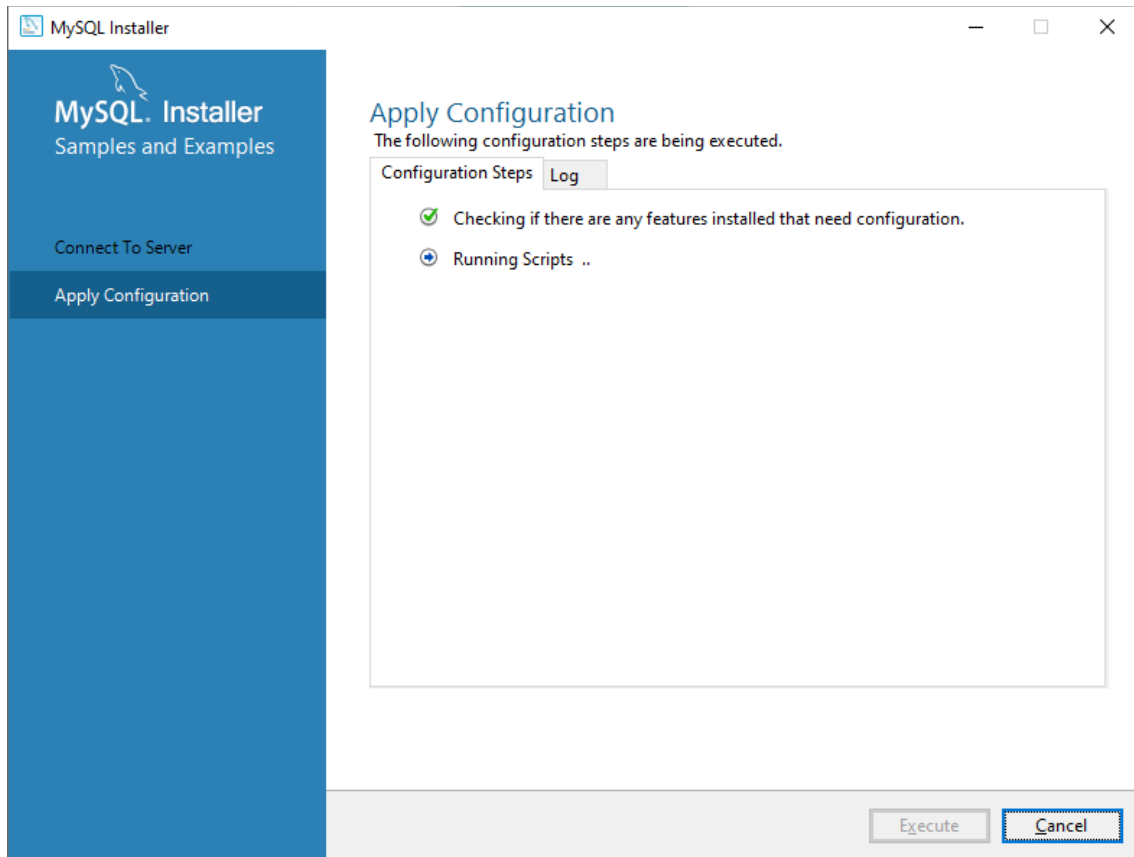 MySQL Installer
MySQL. Installer
Samples and Examples
Connect To Server
Apply Configuration
Apply Configuration
The following configuration steps are being executed.
Configuration Steps
Log
Checking if there are any features installed that need configuration.
Running Scripts ..
Execute
Cancel